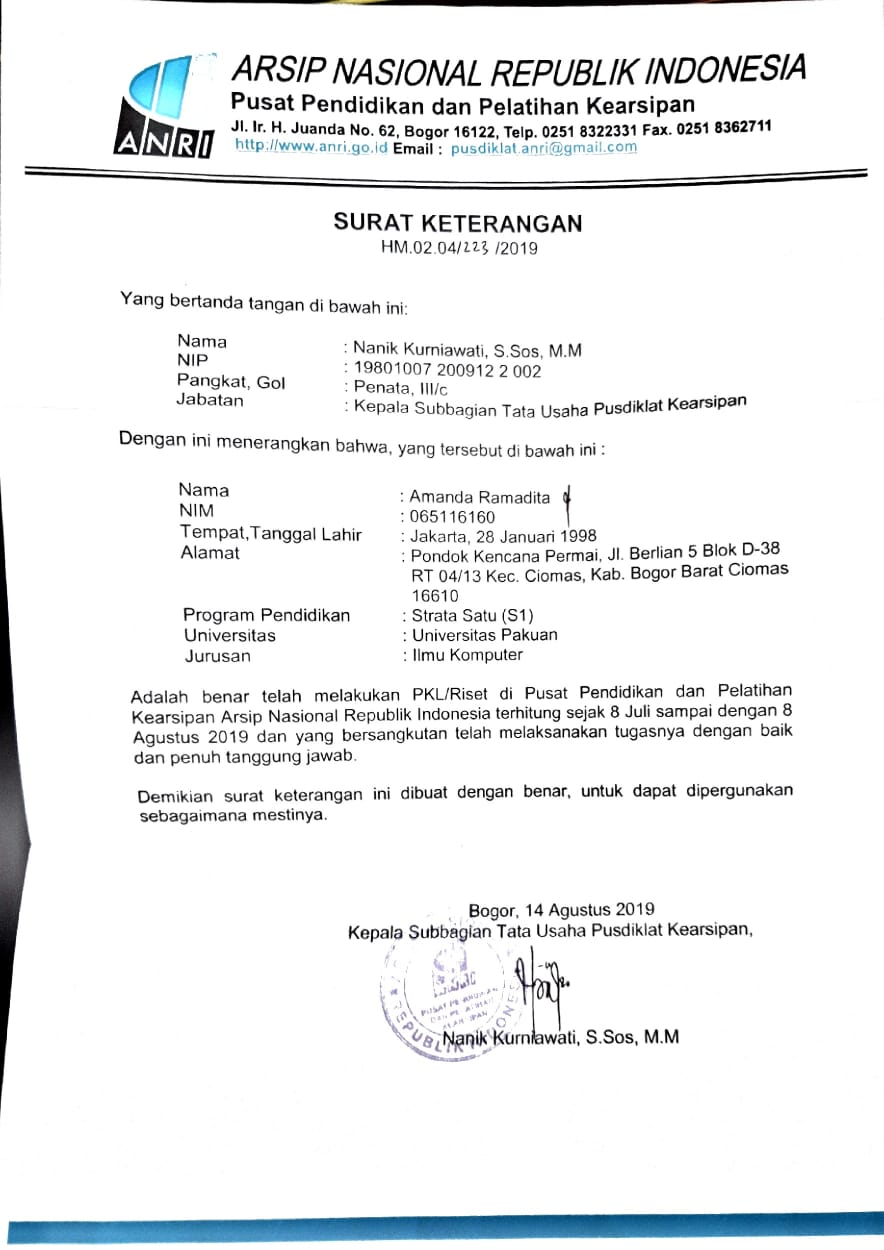 ARSIP NASIONAL REPUBLIK INDONESIA
Pusat Pendidikan dan Pelatihan Kearsipan
Jl. Ir. H. Juanda No. 62, Bogor 16122, Telp. 0251 8322331 Fax. 0251 8362711
http://www.anri.go.id Email : pusdiklat.anri@gmail.com
ANRI
SURAT KETERANGAN
HM.02.04/223 /2019
Yang bertanda tangan di bawah ini:
Nama : Nanik Kurniawati, S.Sos, M.M
NIP : 19801007 200912 2 002
Pangkat, Gol : Penata, III/c
Jabatan : Kepala Subbagian Tata Usaha Pusdiklat Kearsipan
Dengan ini menerangkan bahwa, yang tersebut di bawah ini :
Nama : Amanda Ramadita
NIM : 065116160
Tempat,Tanggal Lahir : Jakarta, 28 Januari 1998
Alamat : Pondok Kencana Permai, Jl. Berlian 5 Blok D-38
RT 04/13 Kec. Ciomas, Kab. Bogor Barat Ciomas
16610
Program Pendidikan : Strata Satu (S1)
Universitas : Universitas Pakuan
Jurusan : Ilmu Komputer
Adalah benar telah melakukan PKL/Riset di Pusat Pendidikan dan Pelatihan
Kearsipan Arsip Nasional Republik Indonesia terhitung sejak 8 Juli sampai dengan 8
Agustus 2019 dan yang bersangkutan telah melaksanakan tugasnya dengan baik
dan penuh tanggung jawab.
Demikian surat keterangan ini dibuat dengan benar, untuk dapat dipergunakan
sebagaimana mestinya.
Bogor, 14 Agustus 2019
Kepala Subbagian Tata Usaha Pusdiklat Kearsipan,
REPUBLIK INDONESIA
Nanik Kurniawati, S.Sos, M.M